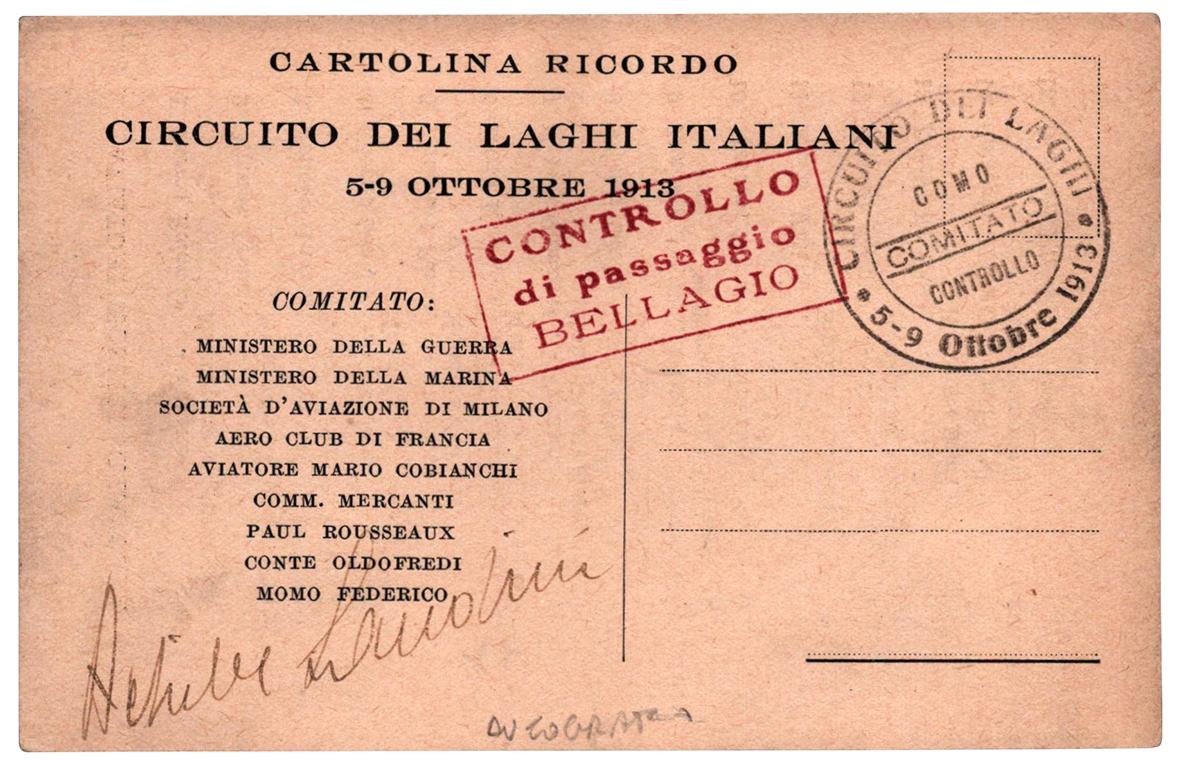 CARTOLINA RICORDO
CIRCUITO DEI LAGHI ITALIANI
5-9 OTTOBRE 1913
CONTROLLO
di passaggio
BELLAGIO
CIRCUITO DEI LAGHI
COMO
COMITATO
CONTROLLO
5-9 Ottobre 1913
COMITATO:
MINISTERO DELLA GUERRA
MINISTERO DELLA MARINA
SOCIETÀ D'AVIAZIONE DI MILANO
AERO CLUB DI FRANCIA
AVIATORE MARIO COBIANCHI
COMM. MERCANTI
PAUL ROUSSEAUX
CONTE OLDOFREDI
MOMO FEDERICO
Achille